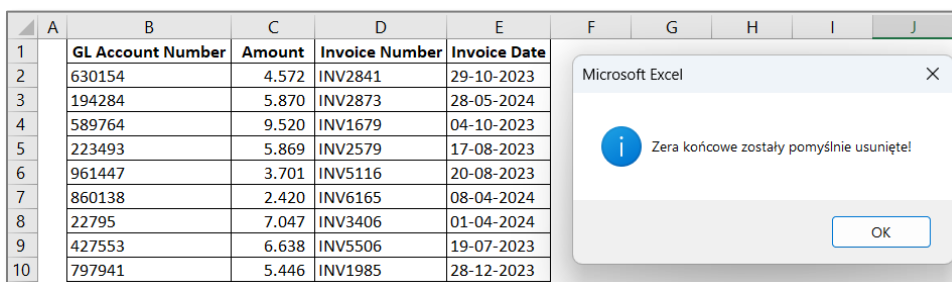 A B C D E F G H I J
1 GL Account Number Amount Invoice Number Invoice Date
2 630154 4.572 INV2841 29-10-2023
3 194284 5.870 INV2873 28-05-2024
4 589764 9.520 INV1679 04-10-2023
5 223493 5.869 INV2579 17-08-2023
6 961447 3.701 INV5116 20-08-2023
7 860138 2.420 INV6165 08-04-2024
8 22795 7.047 INV3406 01-04-2024
9 427553 6.638 INV5506 19-07-2023
10 797941 5.446 INV1985 28-12-2023
Microsoft Excel
Zera końcowe zostały pomyślnie usunięte!
OK